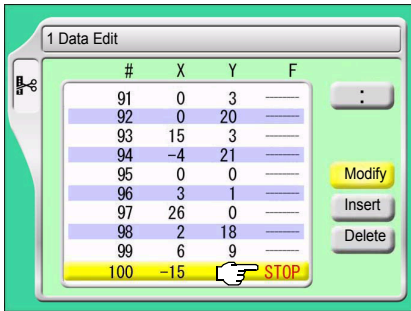 1 Data Edit
# X Y F
91 0 3 -------
:
92 0 20 -------
93 15 3 -------
94 −4 21 -------
95 0 0 -------
Modify
96 3 1 -------
97 26 0 -------
Insert
98 2 18 -------
Delete
99 6 9 -------
100 −15 STOP